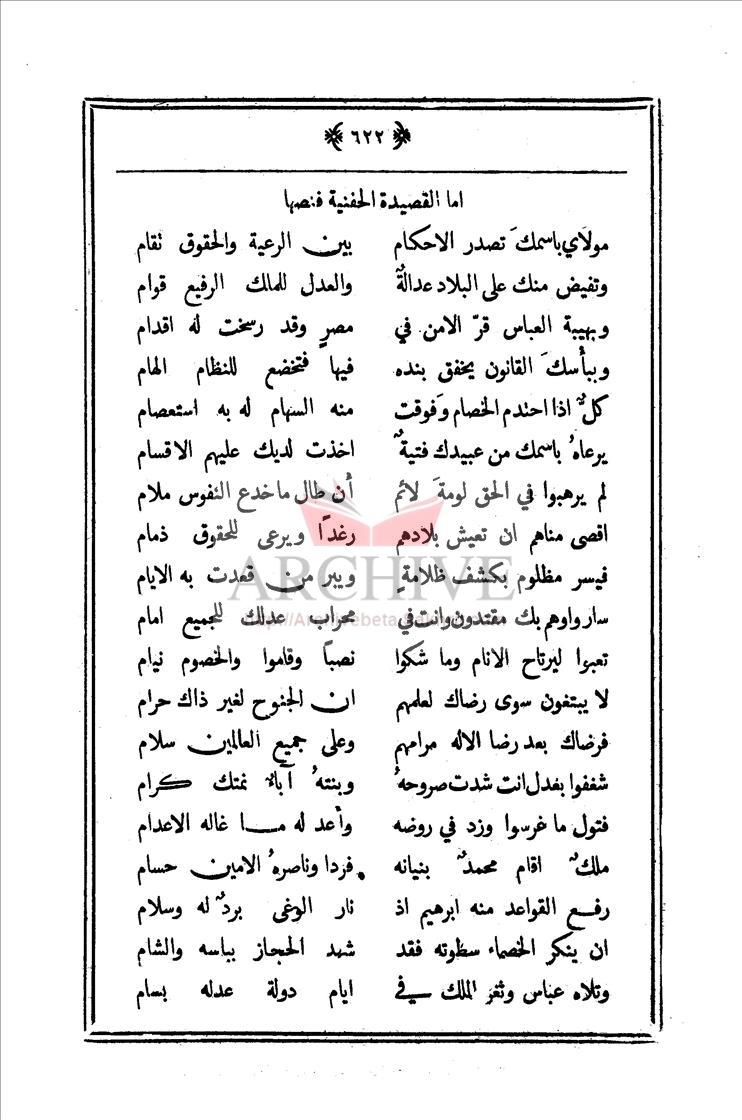 ٦٢٢
اما القصيدة الحفنية فنصها
مولاي باسمكَ تصدر الاحكام بين الرعية والحقوق تقام
وتفيض منك على البلاد عدالةٌ والعدل للمالك الرفيع قوام
وبهيبة العباس قرّ الامن في مصرٍ وقد رسخت له اقدام
وببأسكَ القانون يخفق بنده فيها فتخضع للنظام الهام
كلٌّ اذا احتدم الخصام وفوقت منه السهام له به استعصام
يرعاهُ باسمك من عبيدك فتيةٌ اخذت لديك عليهم الاقسام
لم يرهبوا في الحق لومةَ لائم أن طال ما خدع النفوس ملام
اقصى مناهم ان تعيش بلادهم رغدًا ويرعى للحقوق ذمام
فيسر مظلوم بكشف ظلامةٍ ويبر من قعدت به الايام
ساروا وهم بك مقتدون وانت في محراب عدلك للجميع امام
تعبوا ليرتاح الانام وما شكوا نصبًا وقاموا والخصوم نيام
لا يبتغون سوى رضاك لعلمهم ان الجنوح لغير ذاك حرام
فرضاك بعد رضا الاله مرامهم وعلى جميع العالمين سلام
شغفوا بعدل انت شدت صروحهُ وبنتهُ آباءٌ نمتك كرام
فتول ما غرسوا وزد في روضه وأعد له ما غاله الاعدام
ملكٌ اقام محمدٌ بنيانه فردا وناصرهُ الامين حسام
رفع القواعد منه ابرهيم اذ نار الوغى بردٌ له وسلام
ان ينكر الخصماء سطوته فقد شهد الحجاز بباسه والشام
وتلاه عباس وثغر الملك في ايام دولة عدله بسام
ARCHIVE